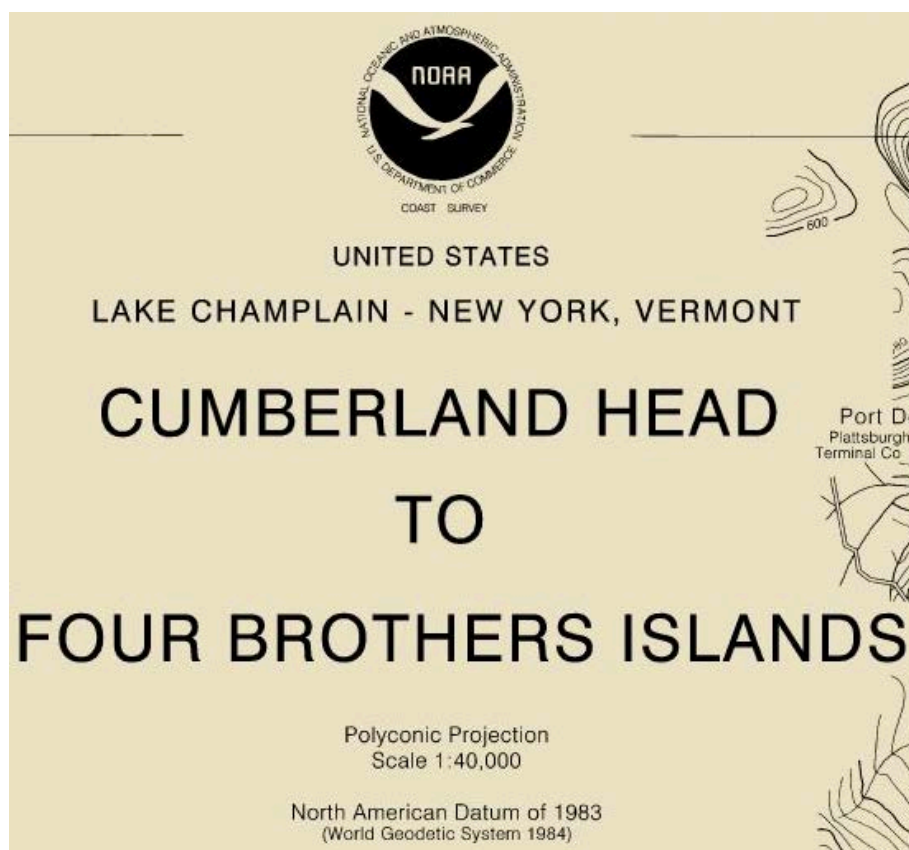 NATIONAL OCEANIC AND ATMOSPHERIC ADMINISTRATION
U.S. DEPARTMENT OF COMMERCE
NOAA
COAST SURVEY
600
UNITED STATES
LAKE CHAMPLAIN - NEW YORK, VERMONT
CUMBERLAND HEAD
Port D
Plattsburgh
Terminal Co
TO
FOUR BROTHERS ISLANDS
Polyconic Projection
Scale 1:40,000
North American Datum of 1983
(World Geodetic System 1984)